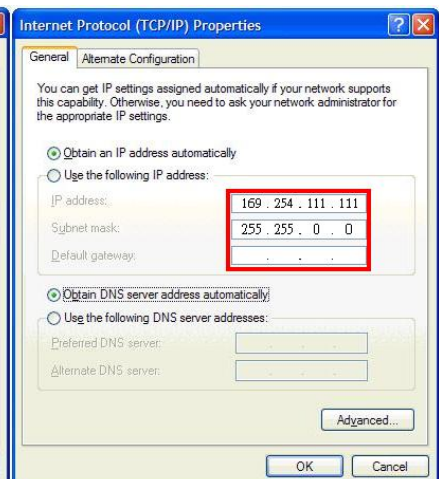 Internet Protocol (TCP/IP) Properties
General Alternate Configuration
You can get IP settings assigned automatically if your network supports
this capability. Otherwise, you need to ask your network administrator for
the appropriate IP settings.
Obtain an IP address automatically
Use the following IP address:
IP address: 169 . 254 . 111 . 111
Subnet mask: 255 . 255 . 0 . 0
Default gateway: . . .
Obtain DNS server address automatically
Use the following DNS server addresses:
Preferred DNS server: . . .
Alternate DNS server: . . .
Advanced...
OK Cancel